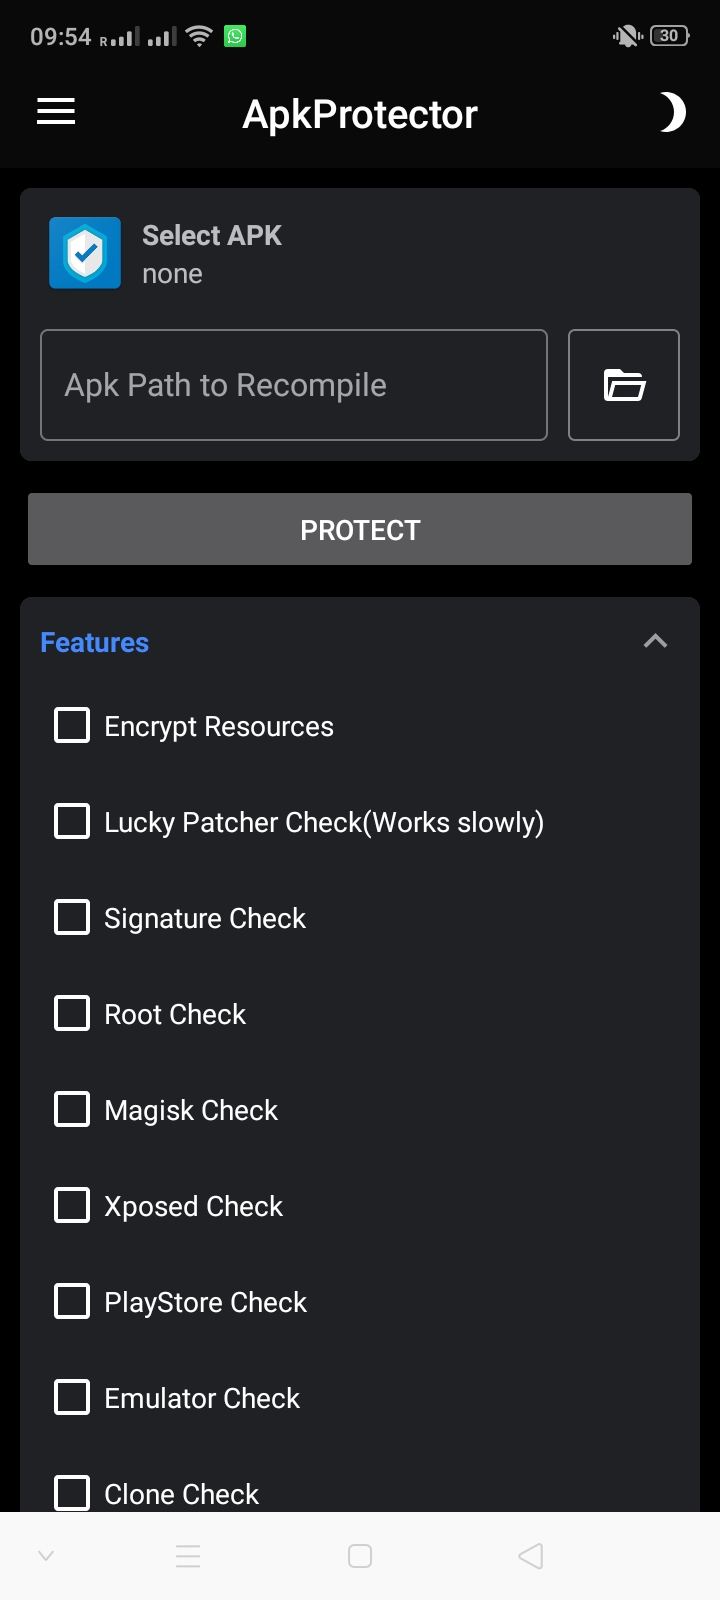 09:54
R
30
ApkProtector
Select APK
none
Apk Path to Recompile
PROTECT
Features
Encrypt Resources
Lucky Patcher Check(Works slowly)
Signature Check
Root Check
Magisk Check
Xposed Check
PlayStore Check
Emulator Check
Clone Check